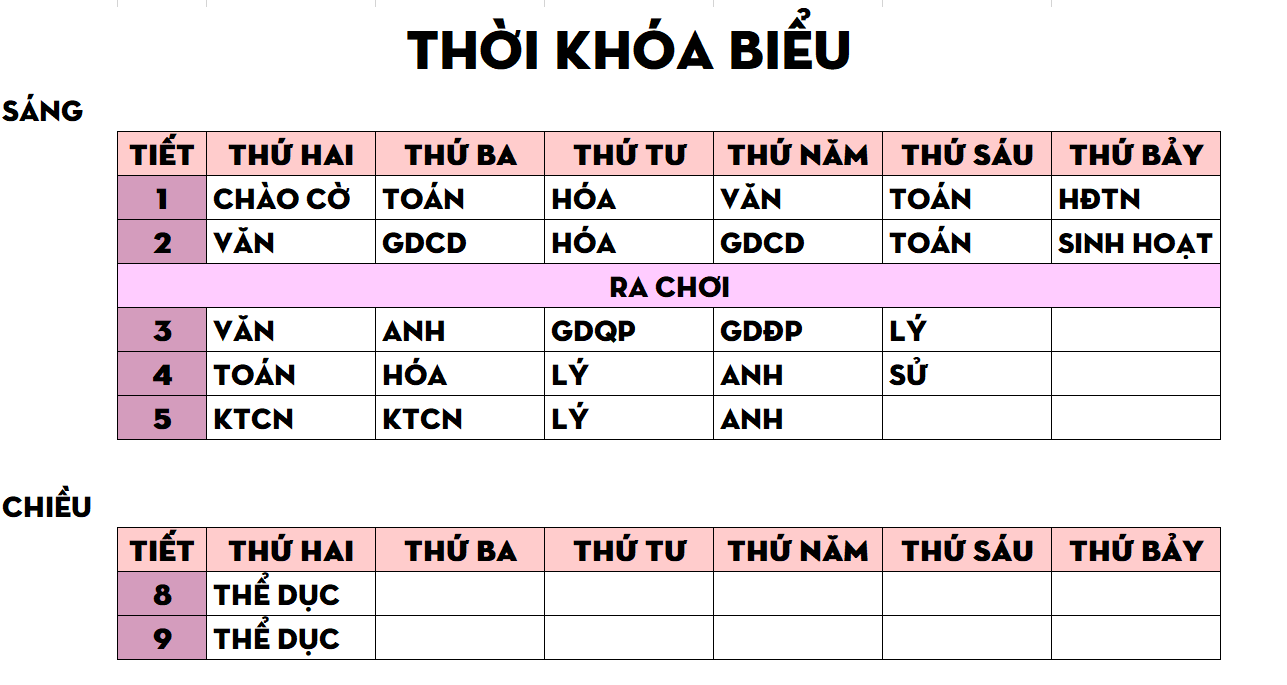 THỜI KHÓA BIỂU
SÁNG
TIẾT THỨ HAI THỨ BA THỨ TƯ THỨ NĂM THỨ SÁU THỨ BẢY
1 CHÀO CỜ TOÁN HÓA VĂN TOÁN HĐTN
2 VĂN GDCD HÓA GDCD TOÁN SINH HOẠT
RA CHƠI
3 VĂN ANH GDQP GDĐP LÝ
4 TOÁN HÓA LÝ ANH SỬ
5 KTCN KTCN LÝ ANH
CHIỀU
TIẾT THỨ HAI THỨ BA THỨ TƯ THỨ NĂM THỨ SÁU THỨ BẢY
8 THỂ DỤC
9 THỂ DỤC